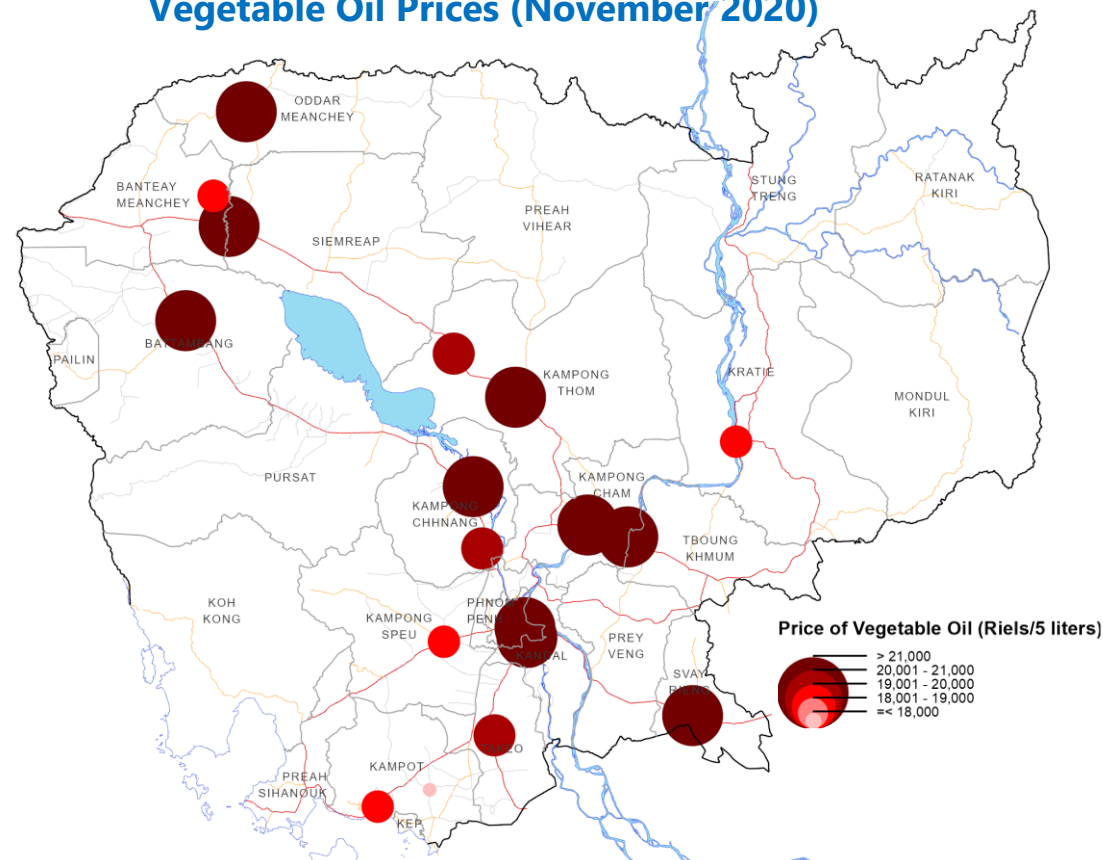 Vegetable Oil Prices (November 2020)
ODDAR
MEANCHEY
BANTEAY
MEANCHEY
STUNG
TRENG
RATANAK
KIRI
PREAH
VIHEAR
SIEMREAP
BATTAMBANG
PAILIN
KAMPONG
THOM
KRATIE
MONDUL
KIRI
PURSAT
KAMPONG
CHAM
KAMPONG
CHHNANG
TBOUNG
KHMUM
KOH
KONG
KAMPONG
SPEU
PHNOM
PENH
KANDAL
PREY
VENG
SVAY
RIENG
TAKEO
KAMPOT
PREAH
SIHANOUK
KEP
Price of Vegetable Oil (Riels/5 liters)
> 21,000
20,001 - 21,000
19,001 - 20,000
18,001 - 19,000
=< 18,000